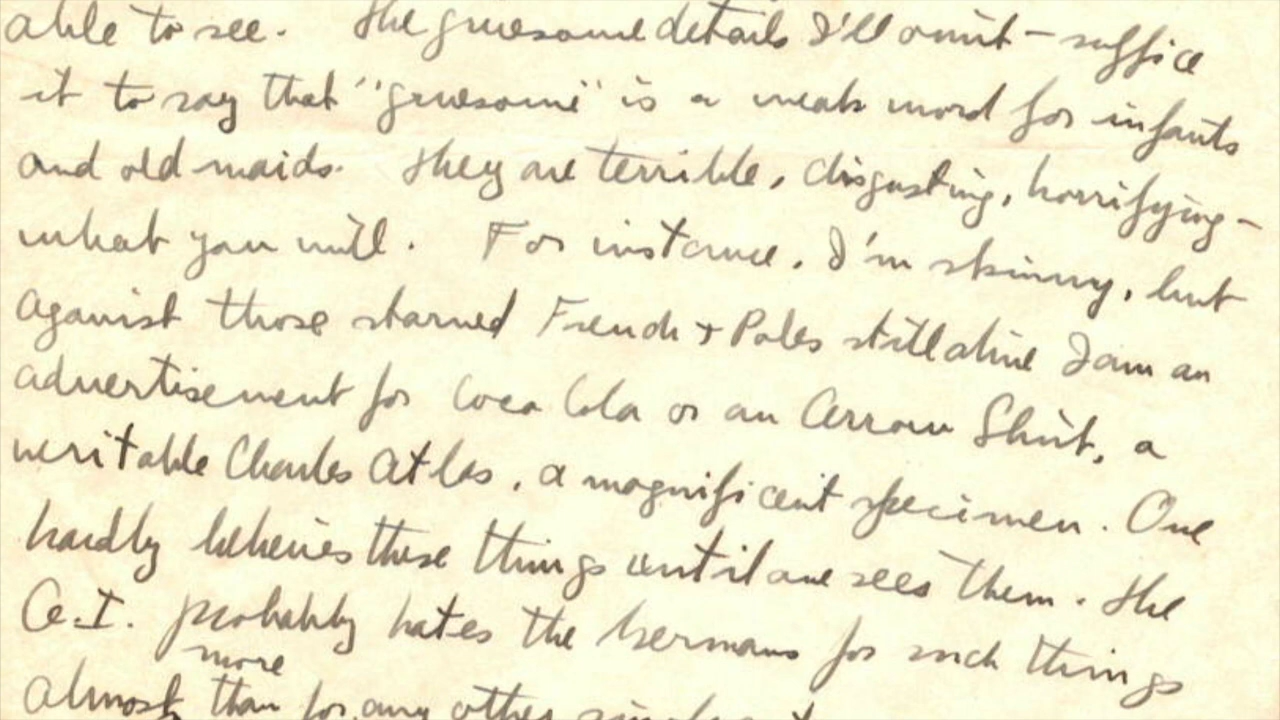 able to see. The gruesome details I'll omit – suffice
it to say that "gruesome" is a weak word for infants
and old maids. They are terrible, disgusting, horrifying –
what you will. For instance, I'm skinny, but
against those starved French + Poles still alive I am an
advertisement for Coca Cola or an Arrow Shirt, a
veritable Charles Atlas, a magnificent specimen. One
hardly believes these things until one sees them. The
G.I. probably hates the Germans for such things
more
almost than for any other